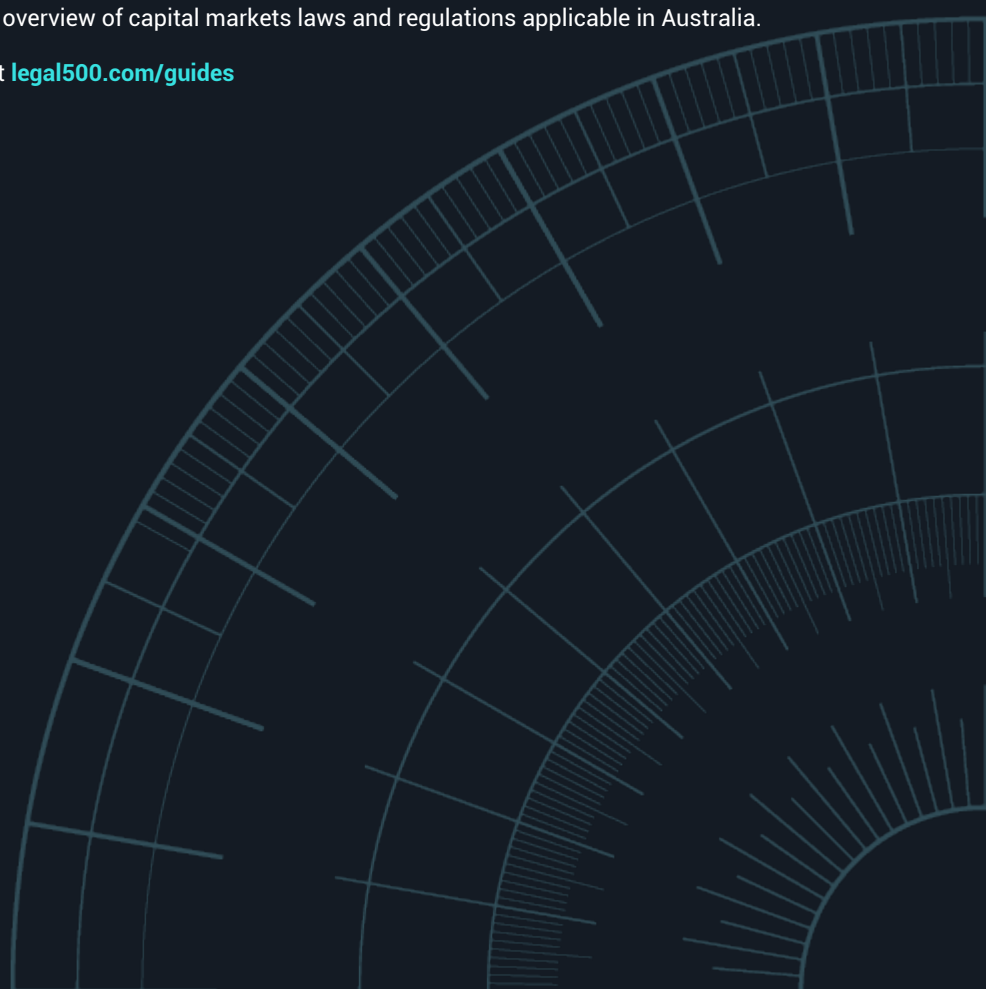 overview of capital markets laws and regulations applicable in Australia.
t legal500.com/guides